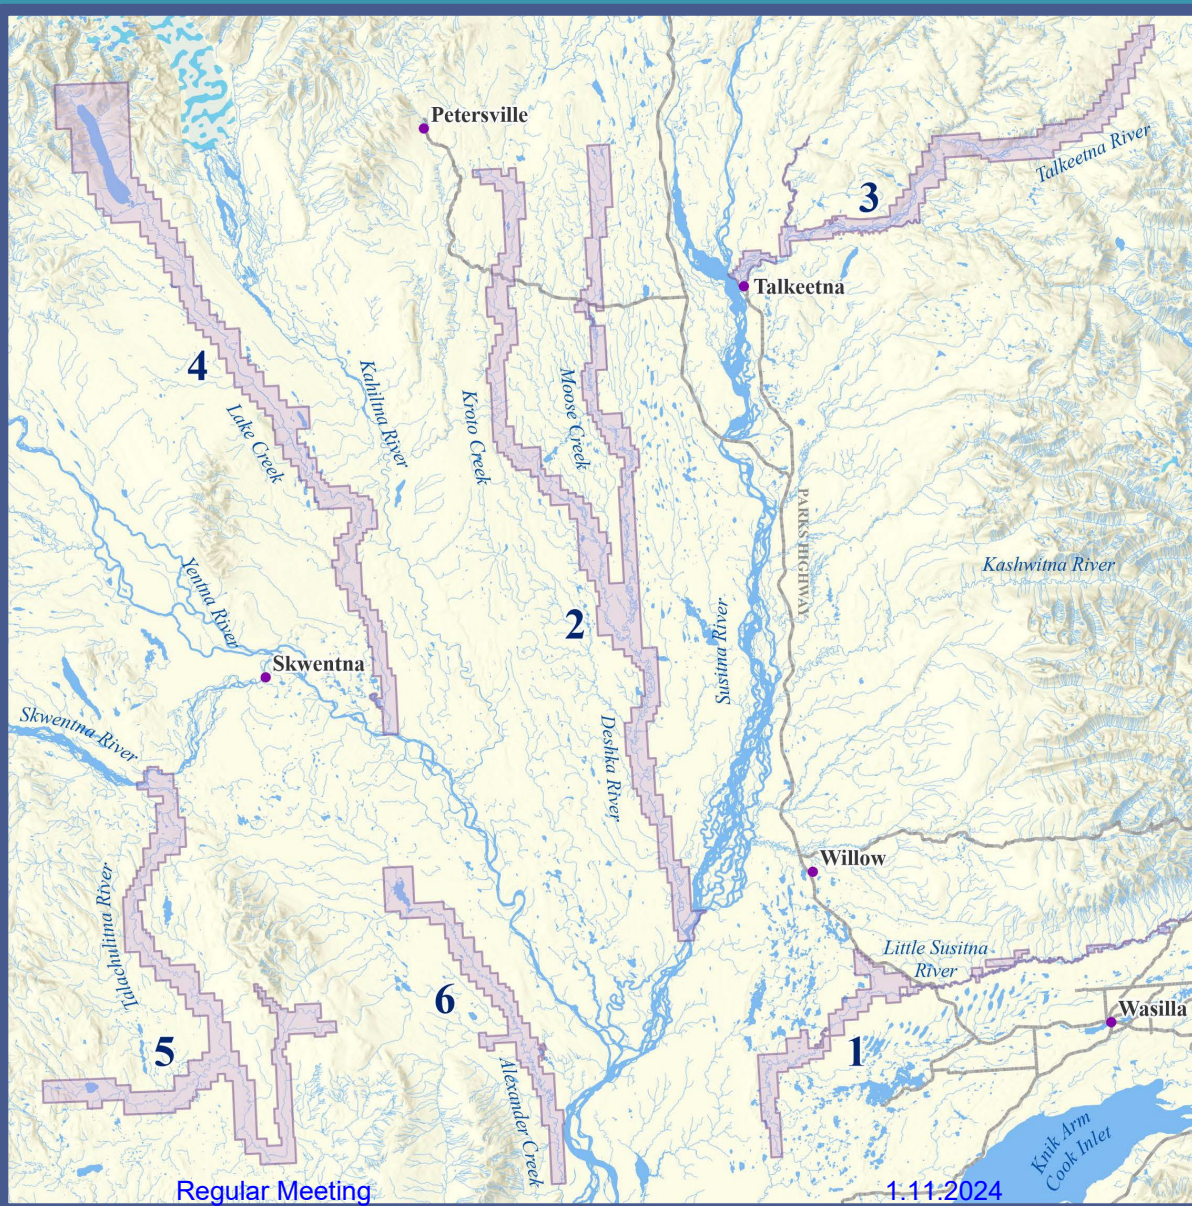 Petersville
Talkeetna River
3
Talkeetna
4
Kahiltna River
Moose Creek
Kroto Creek
Lake Creek
PARKS HIGHWAY
Kashwitna River
Yentna River
2
Susitna River
Skwentna
Skwentna River
Deshka River
Willow
Talachulitna River
Little Susitna
River
6
Wasilla
5
1
Alexander Creek
Knik Arm
Cook Inlet
Regular Meeting
1.11.2024